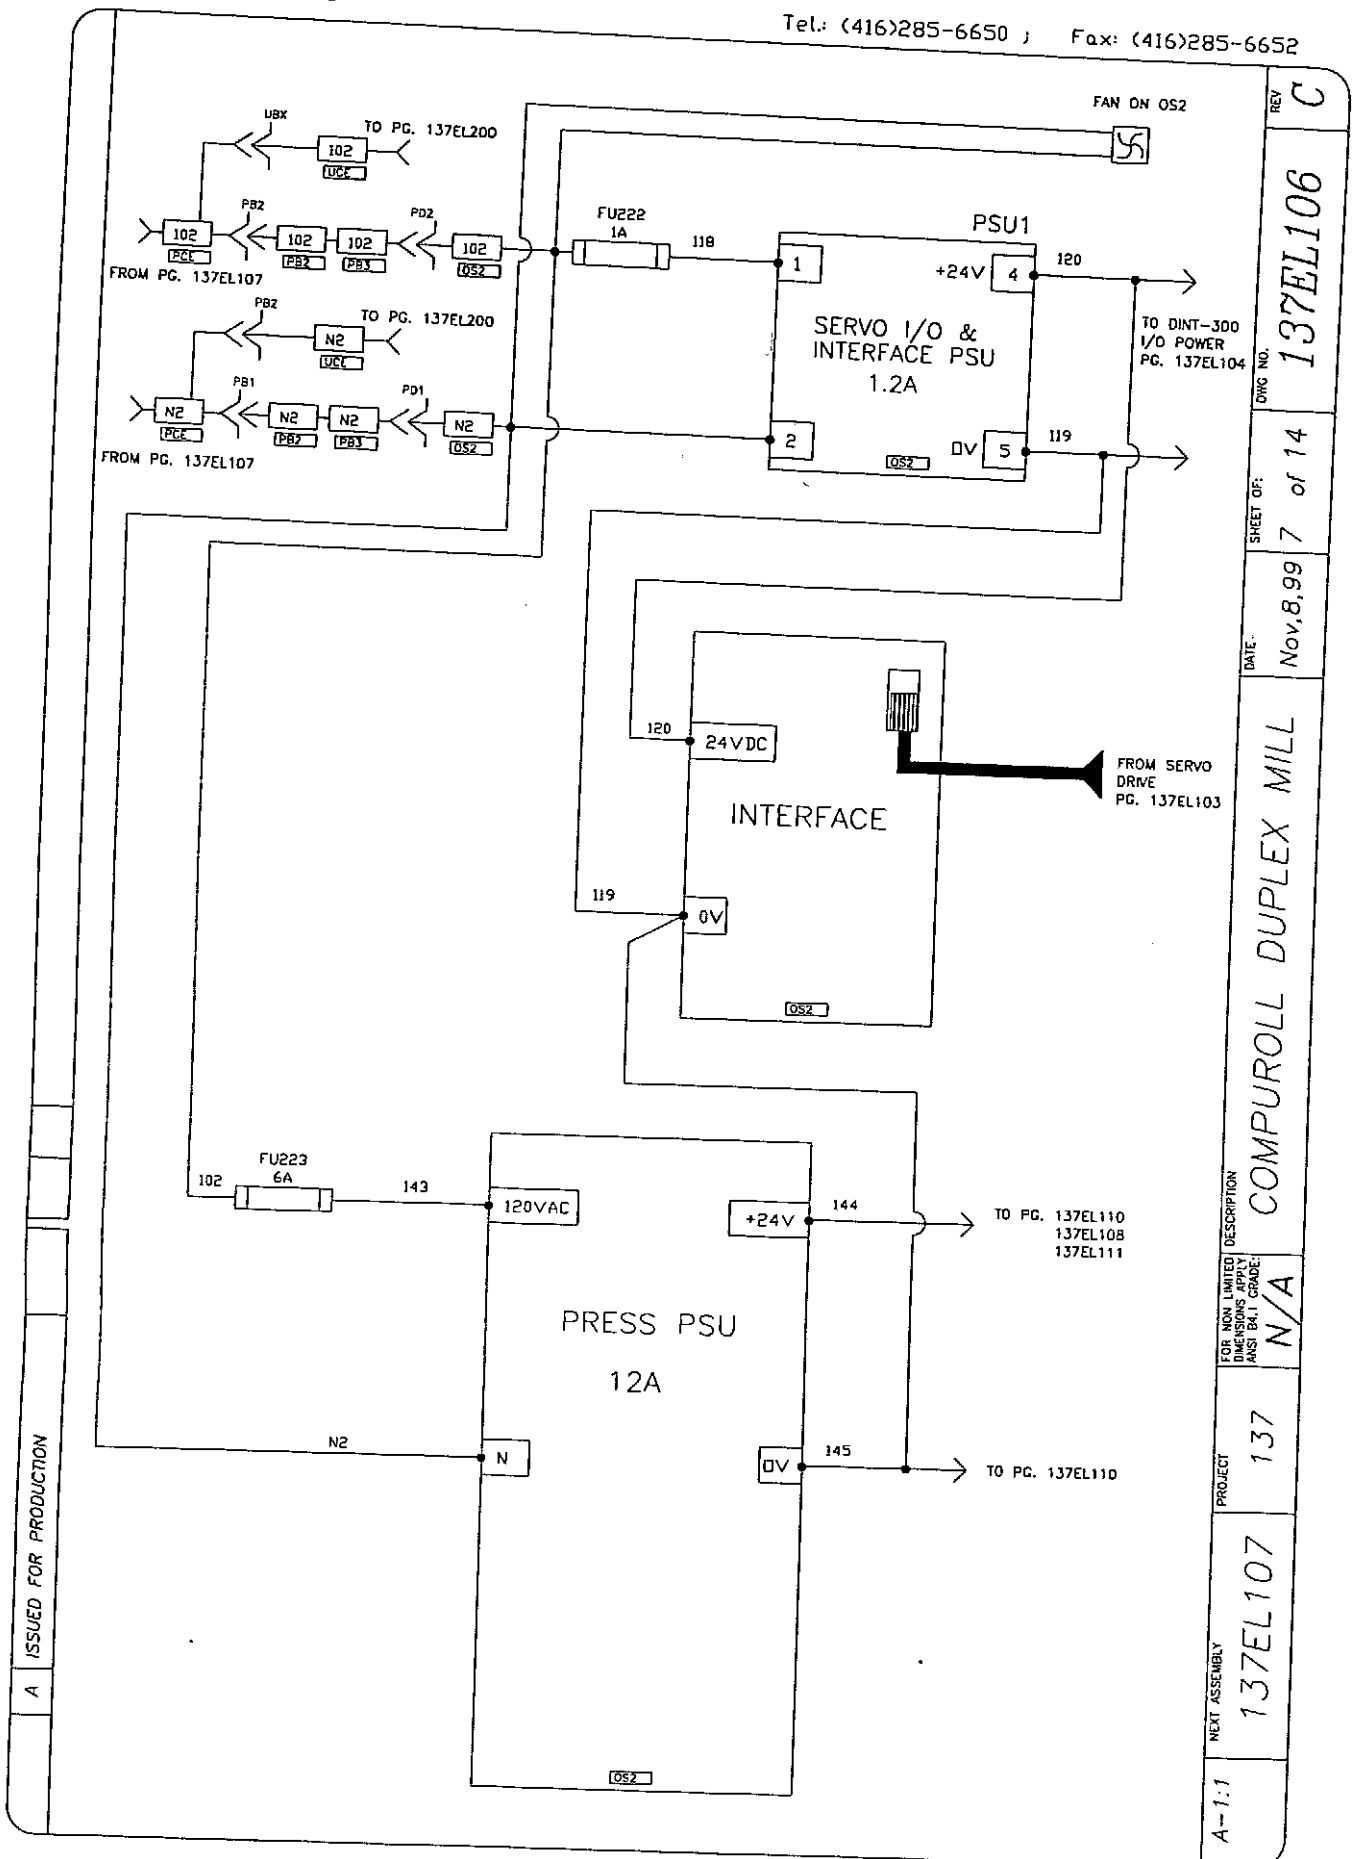 Tel.: (416)285-6650 ; Fax: (416)285-6652
FAN ON OS2
UBX
TO PG. 137EL200
102
UCE
PB2
PD2
102
102
102
102
PCE
PB2
PB3
OS2
FROM PG. 137EL107
FU222
1A
118
PSU1
1
+24V
4
120
SERVO I/O &
INTERFACE PSU
1.2A
TO DINT-300
I/O POWER
PG. 137EL104
PB2
TO PG. 137EL200
N2
UCE
PB1
PD1
N2
N2
N2
N2
PCE
PB2
PB3
OS2
FROM PG. 137EL107
2
OS2
0V
5
119
120
24VDC
INTERFACE
FROM SERVO
DRIVE
PG. 137EL103
119
0V
OS2
102
FU223
6A
143
120VAC
+24V
144
TO PG. 137EL110
137EL108
137EL111
PRESS PSU
12A
N2
N
0V
145
TO PG. 137EL110
OS2
A ISSUED FOR PRODUCTION
A-1:1
NEXT ASSEMBLY
137EL107
PROJECT
137
FOR NON LIMITED
DIMENSIONS APPLY
ANSI B4.1 GRADE:
N/A
DESCRIPTION
COMPUROLL DUPLEX MILL
DATE:
Nov,8,99
SHEET OF:
7 of 14
DWG NO.
137EL106
REV
C